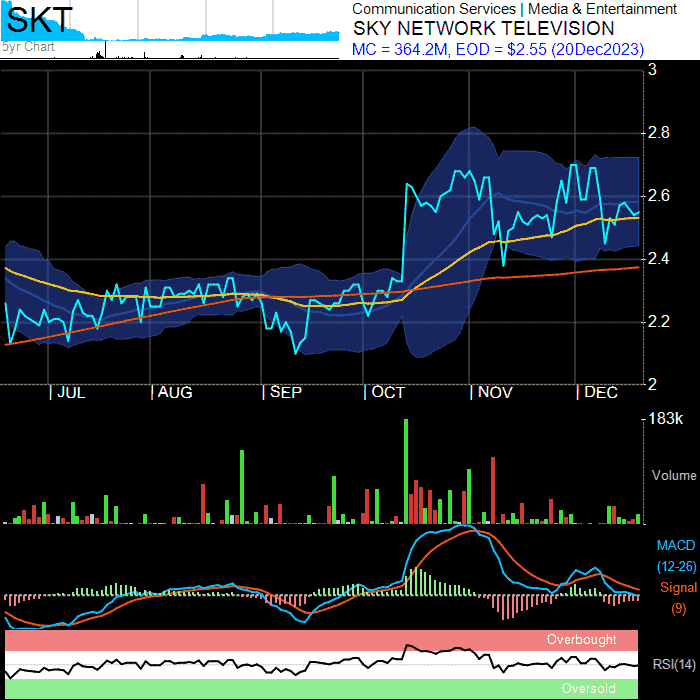 SKT
5yr Chart
Communication Services | Media & Entertainment
SKY NETWORK TELEVISION
MC = 364.2M, EOD = $2.55 (20Dec2023)
3
2.8
2.6
2.4
2.2
2
| JUL | AUG | SEP | OCT | NOV | DEC
183k
Volume
MACD
(12-26)
Signal
(9)
Overbought
RSI(14)
Oversold